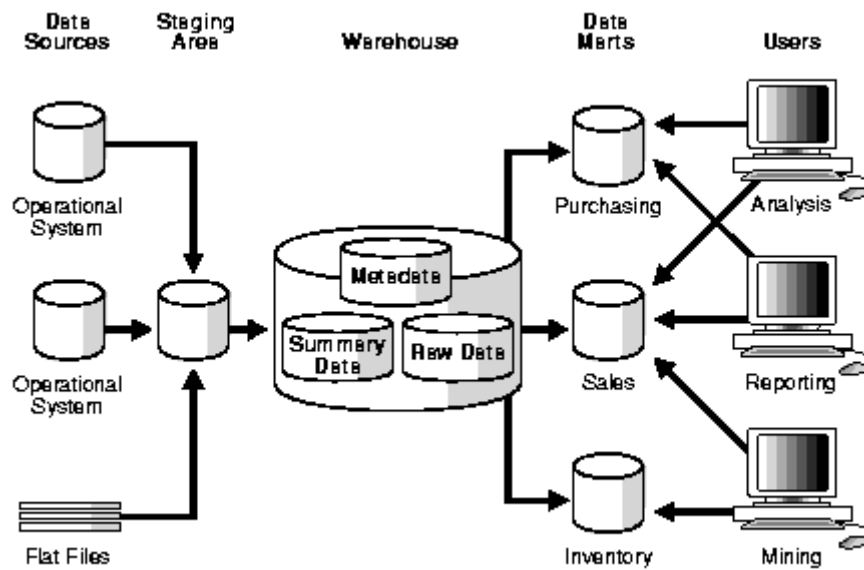 Data
Sources
Staging
Area
Warehouse
Data
Marts
Users
Operational
System
Purchasing
Analysis
Metadata
Summary
Data
Raw Data
Operational
System
Sales
Reporting
Flat Files
Inventory
Mining